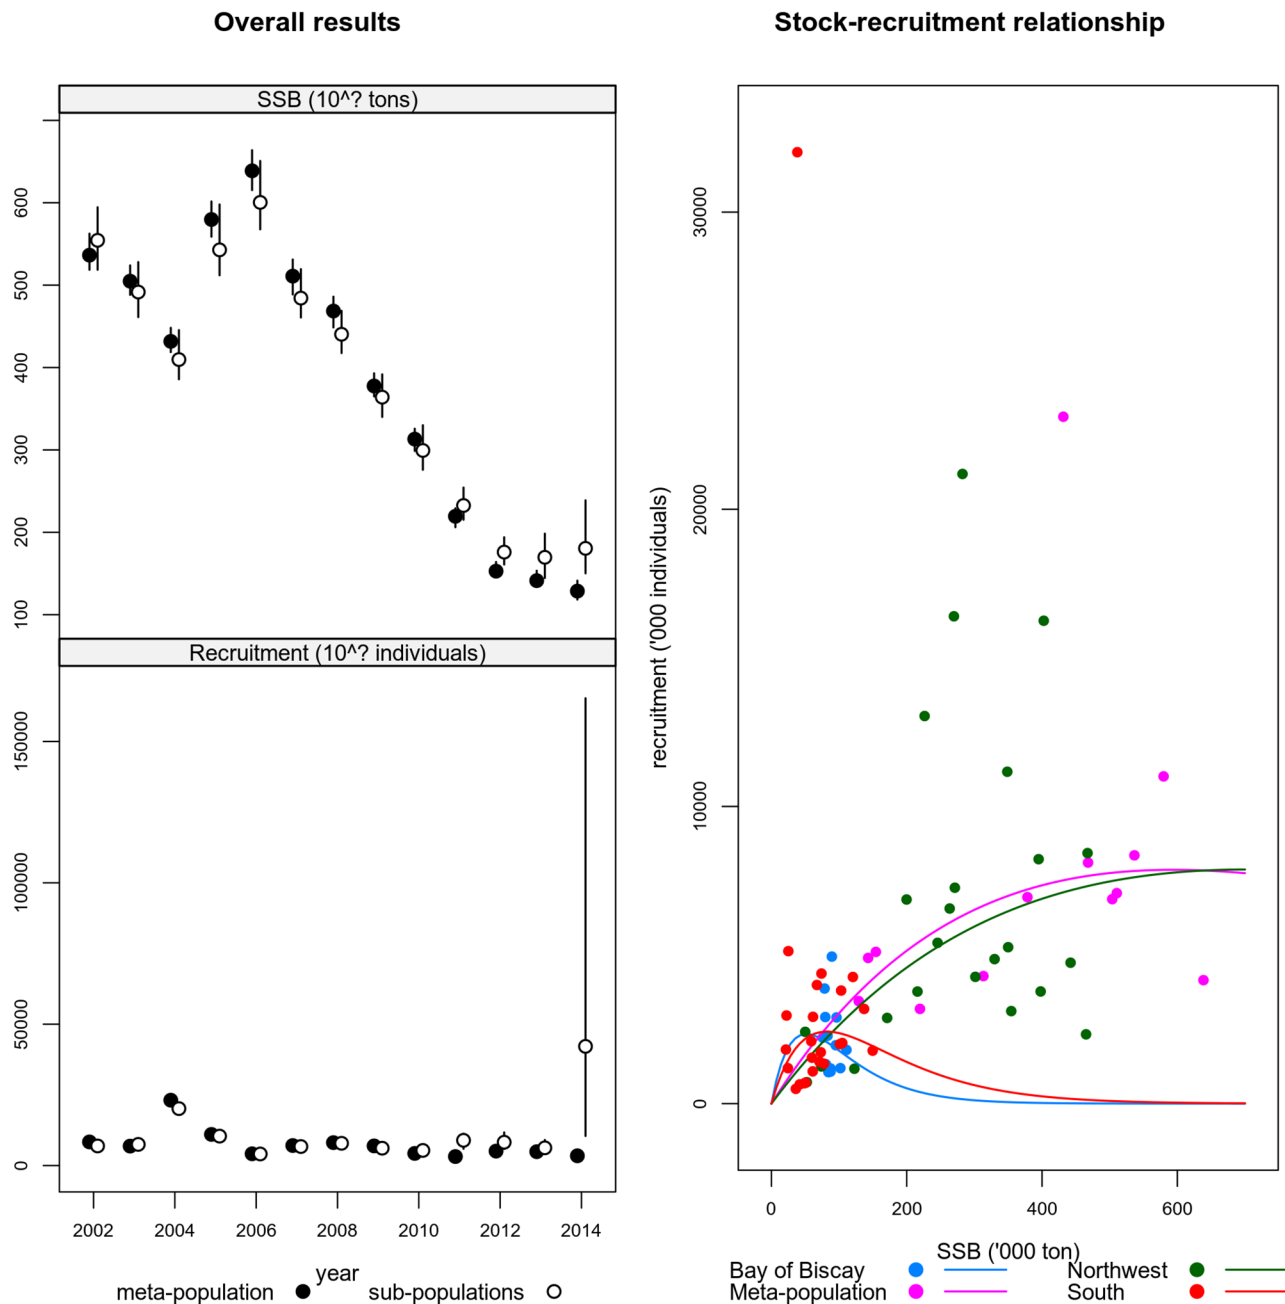 Overall results
SSB (10^? tons)
600
500
400
300
200
100
Recruitment (10^? individuals)
150000
100000
50000
0
2002 2004 2006 2008 2010 2012 2014
year
meta-population sub-populations
Stock-recruitment relationship
recruitment ('000 individuals)
30000
20000
10000
0
0 200 400 600
SSB ('000 ton)
Bay of Biscay Northwest
Meta-population South